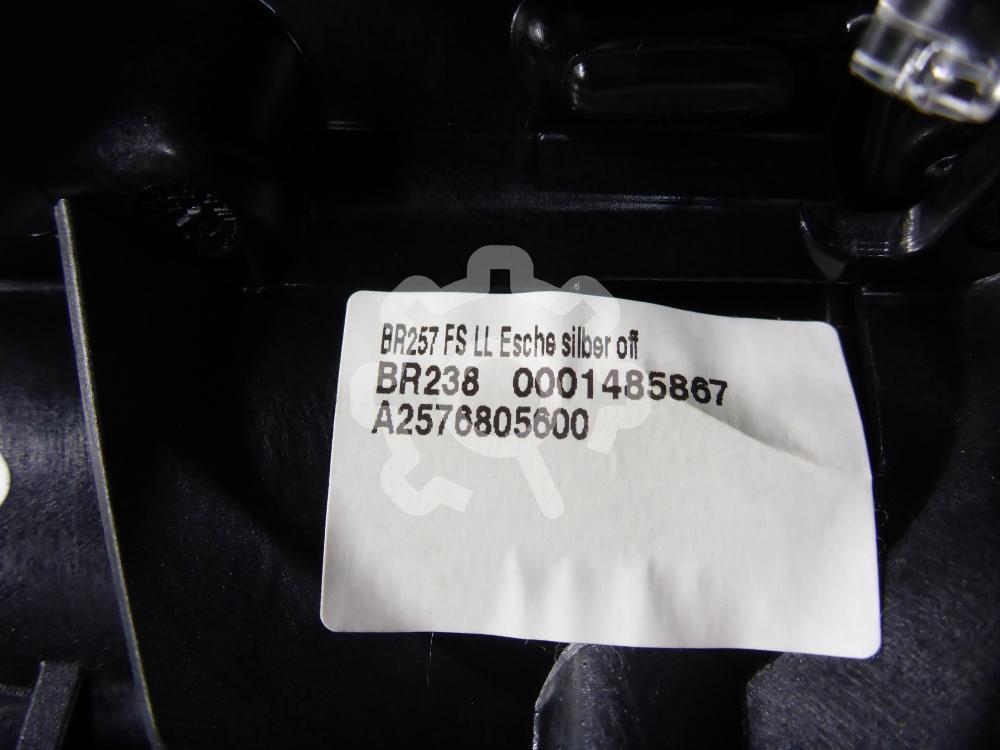 BR257 FS LL Esche silber off
BR238 0001485867
A2576805600